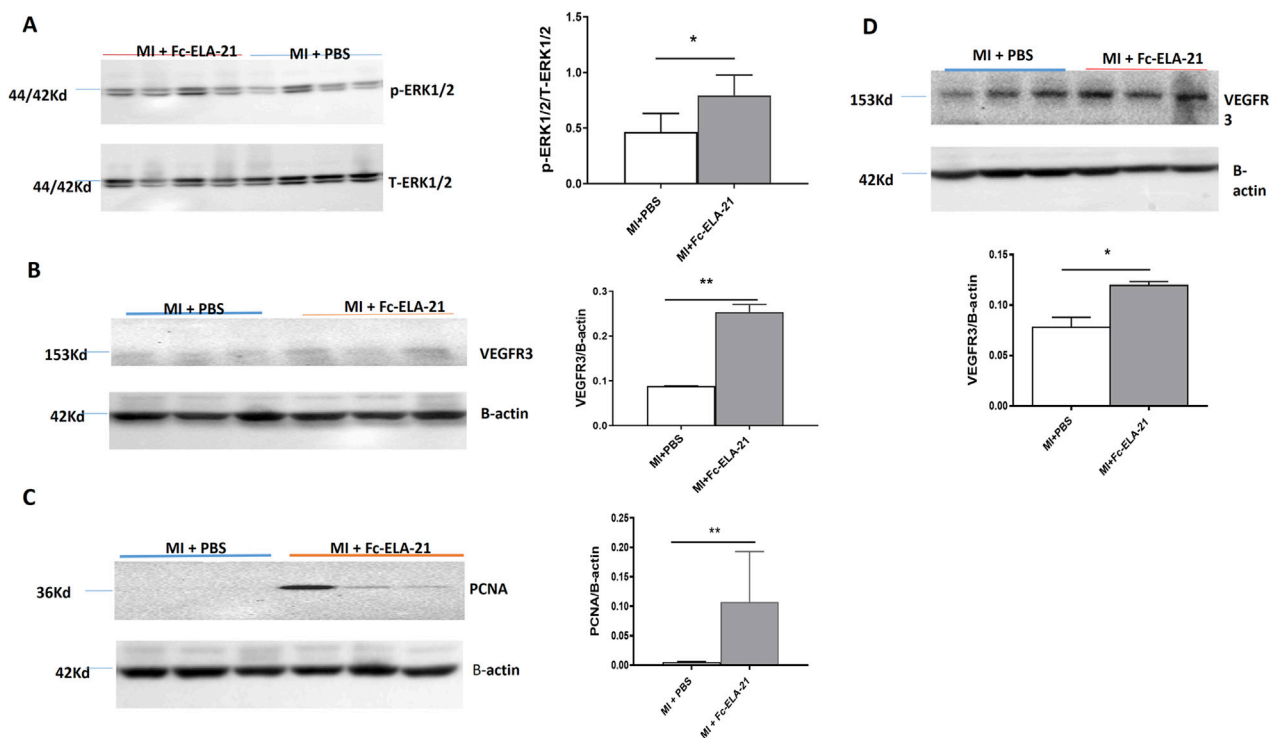 A
MI + Fc-ELA-21
MI + PBS
44/42Kd
p-ERK1/2
44/42Kd
T-ERK1/2
p-ERK1/2/T-ERK1/2
1.5
1.0
0.5
0.0
*
MI+PBS
MI+Fc-ELA-21
B
MI + PBS
MI + Fc-ELA-21
153Kd
VEGFR3
42Kd
B-actin
VEGFR3/B-actin
0.3
0.2
0.1
0.0
**
MI+PBS
MI+Fc-ELA-21
C
MI + PBS
MI + Fc-ELA-21
36Kd
PCNA
42Kd
B-actin
PCNA/B-actin
0.25
0.20
0.15
0.10
0.05
0.00
**
MI + PBS
MI + Fc-ELA-21
D
MI + PBS
MI + Fc-ELA-21
153Kd
VEGFR
3
42Kd
B-
actin
VEGFR3/B-actin
0.15
0.10
0.05
0.00
*
MI+PBS
MI+Fc-ELA-21